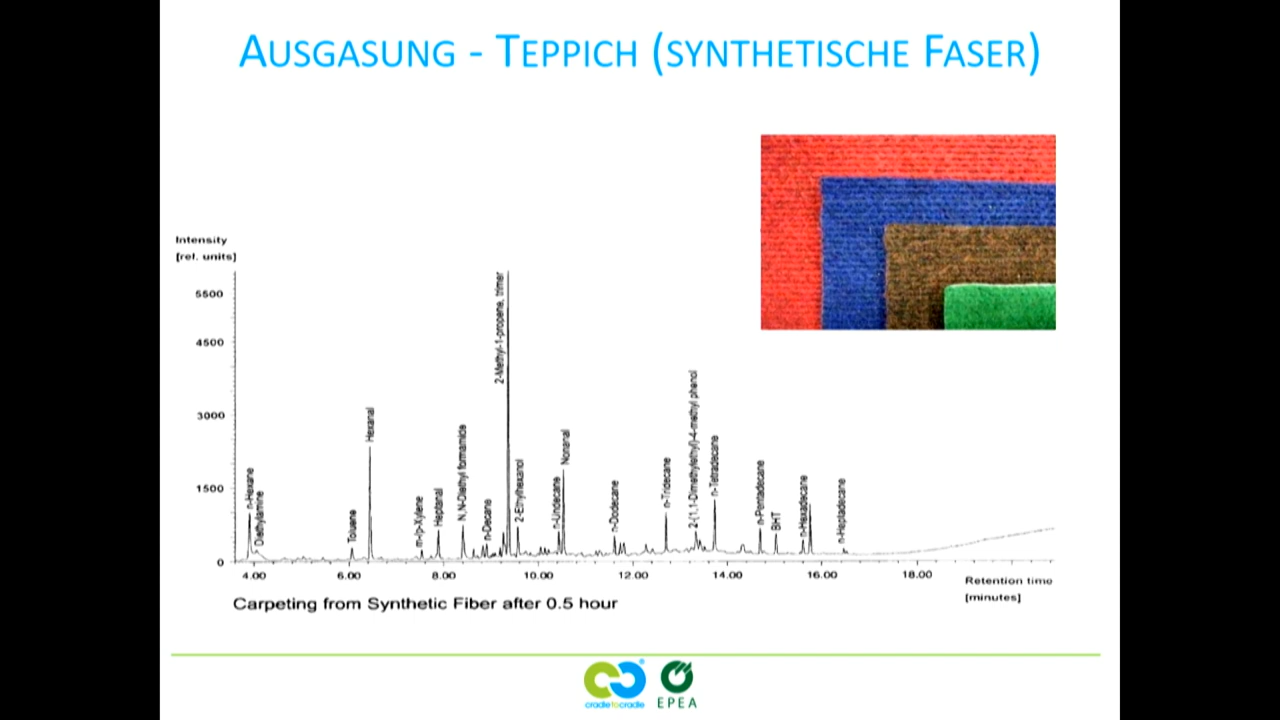 AUSGASUNG - TEPPICH (SYNTHETISCHE FASER)
Intensity
[rel. units]
5500
4500
3000
1500
0
n-Hexane
Diethylamine
Toluene
Hexanal
m-/p-Xylene
Heptanal
N,N-Diethyl formamide
n-Decane
2-Methyl-1-propene, trimer
2-Ethylhexanol
n-Undecane
Nonanal
n-Dodecane
n-Tridecane
2-(1,1-Dimethylethyl)-4-methyl phenol
n-Tetradecane
n-Pentadecane
BHT
n-Hexadecane
n-Heptadecane
4.00 6.00 8.00 10.00 12.00 14.00 16.00 18.00
Retention time
[minutes]
Carpeting from Synthetic Fiber after 0.5 hour
cradletocradle
EPEA